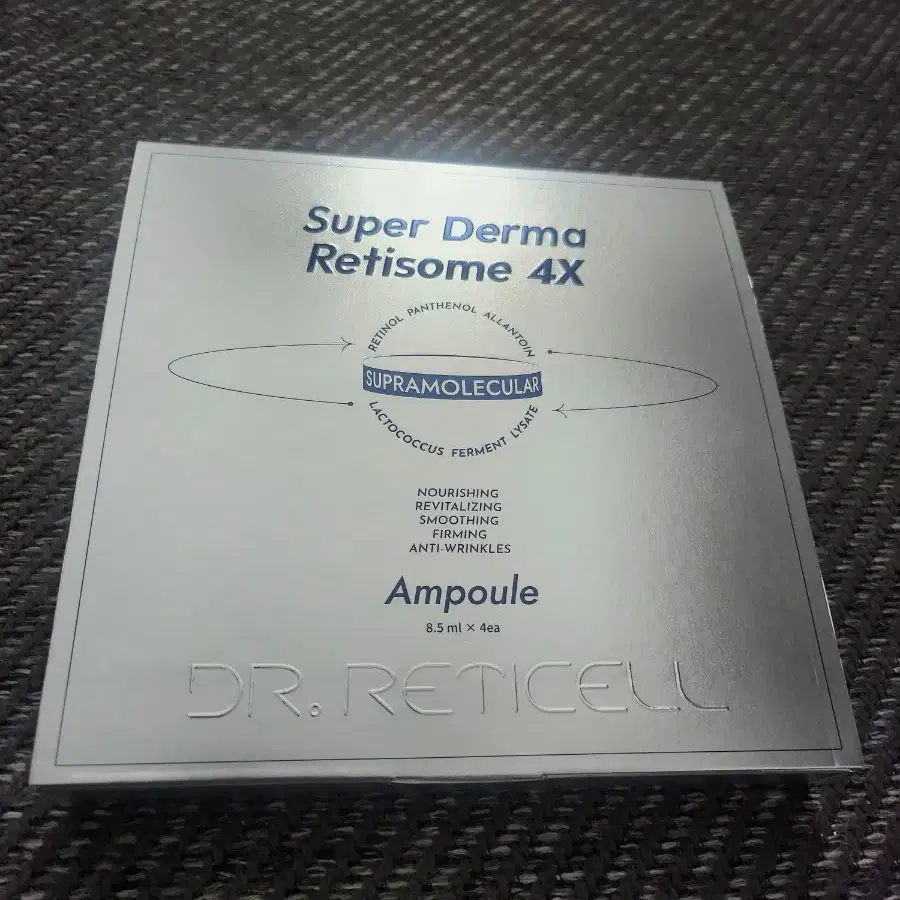 Super Derma
Retisome 4X
RETINOL PANTHENOL ALLANTOIN
SUPRAMOLECULAR
LACTOCOCCUS FERMENT LYSATE
NOURISHING
REVITALIZING
SMOOTHING
FIRMING
ANTI-WRINKLES
Ampoule
8.5 ml × 4ea
DR. RETICELL